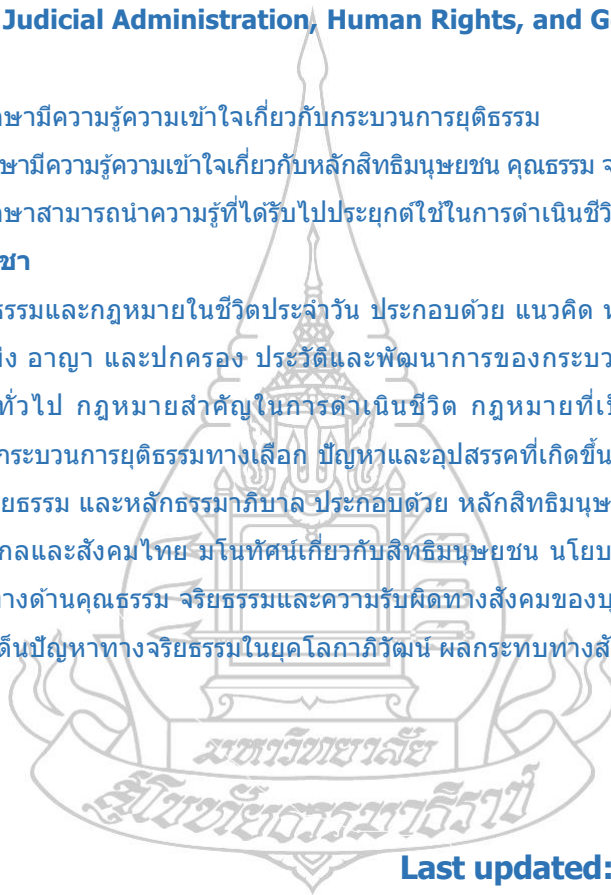 Judicial Administration, Human Rights, and G
ษามีความรู้ความเข้าใจเกี่ยวกับกระบวนการยุติธรรม
ษามีความรู้ความเข้าใจเกี่ยวกับหลักสิทธิมนุษยชน คุณธรรม จ
ษาสามารถนำความรู้ที่ได้รับไปประยุกต์ใช้ในการดำเนินชีวิ
ชา
ธรรมและกฎหมายในชีวิตประจำวัน ประกอบด้วย แนวคิด ห
พ่ง อาญา และปกครอง ประวัติและพัฒนาการของกระบว
ทั่วไป กฎหมายสำคัญในการดำเนินชีวิต กฎหมายที่เป
กระบวนการยุติธรรมทางเลือก ปัญหาและอุปสรรคที่เกิดขึ้น
ยธรรม และหลักธรรมาภิบาล ประกอบด้วย หลักสิทธิมนุษ
กลและสังคมไทย มโนทัศน์เกี่ยวกับสิทธิมนุษยชน นโยบ
างด้านคุณธรรม จริยธรรมและความรับผิดทางสังคมของบุ
ด็นปัญหาทางจริยธรรมในยุคโลกาภิวัฒน์ ผลกระทบทางสั
มหาวิทยาลัย
สุโขทัยธรรมาธิราช
Last updated: